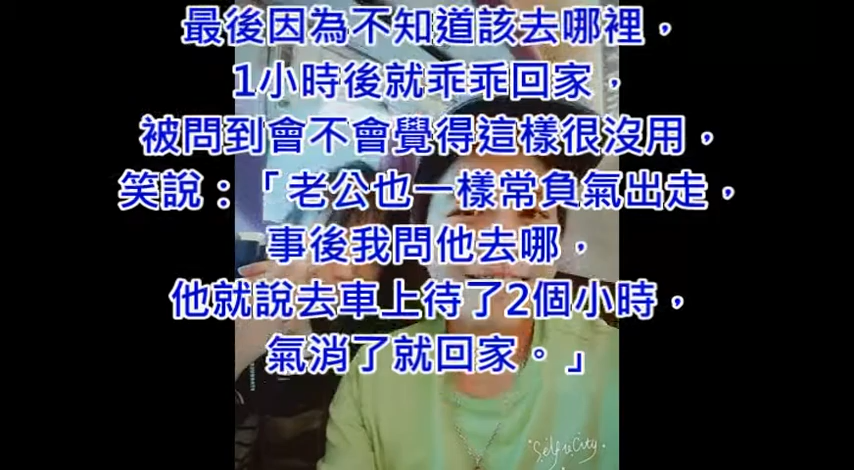 最後因為不知道該去哪裡，
1小時後就乖乖回家，
被問到會不會覺得這樣很沒用，
笑說：「老公也一樣常負氣出走，
事後我問他去哪，
他就說去車上待了2個小時，
氣消了就回家。」
SelfieCity